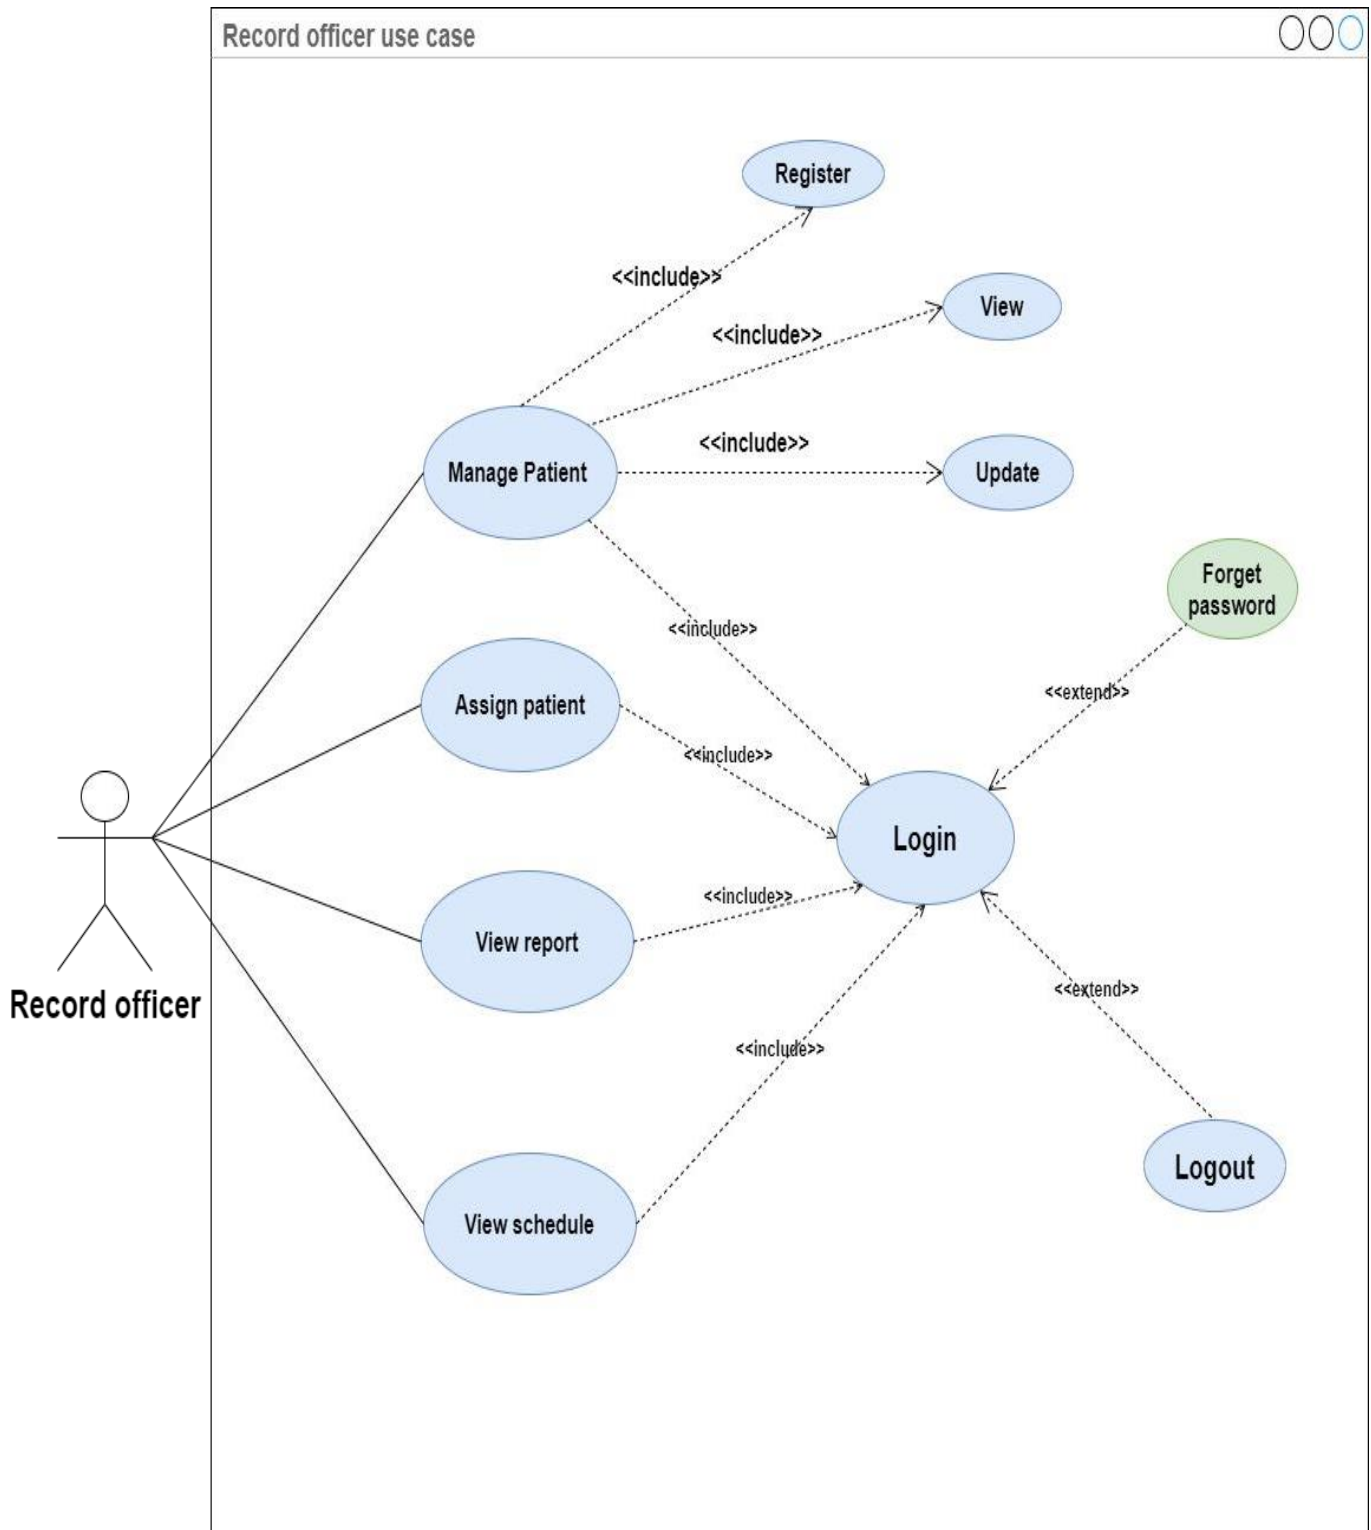 Record officer use case
Register
<<include>>
View
<<include>>
<<include>>
Manage Patient
Update
Forget
password
<<include>>
<<extend>>
Assign patient
<<include>>
Login
<<include>>
View report
<<extend>>
Record officer
<<include>>
Logout
View schedule